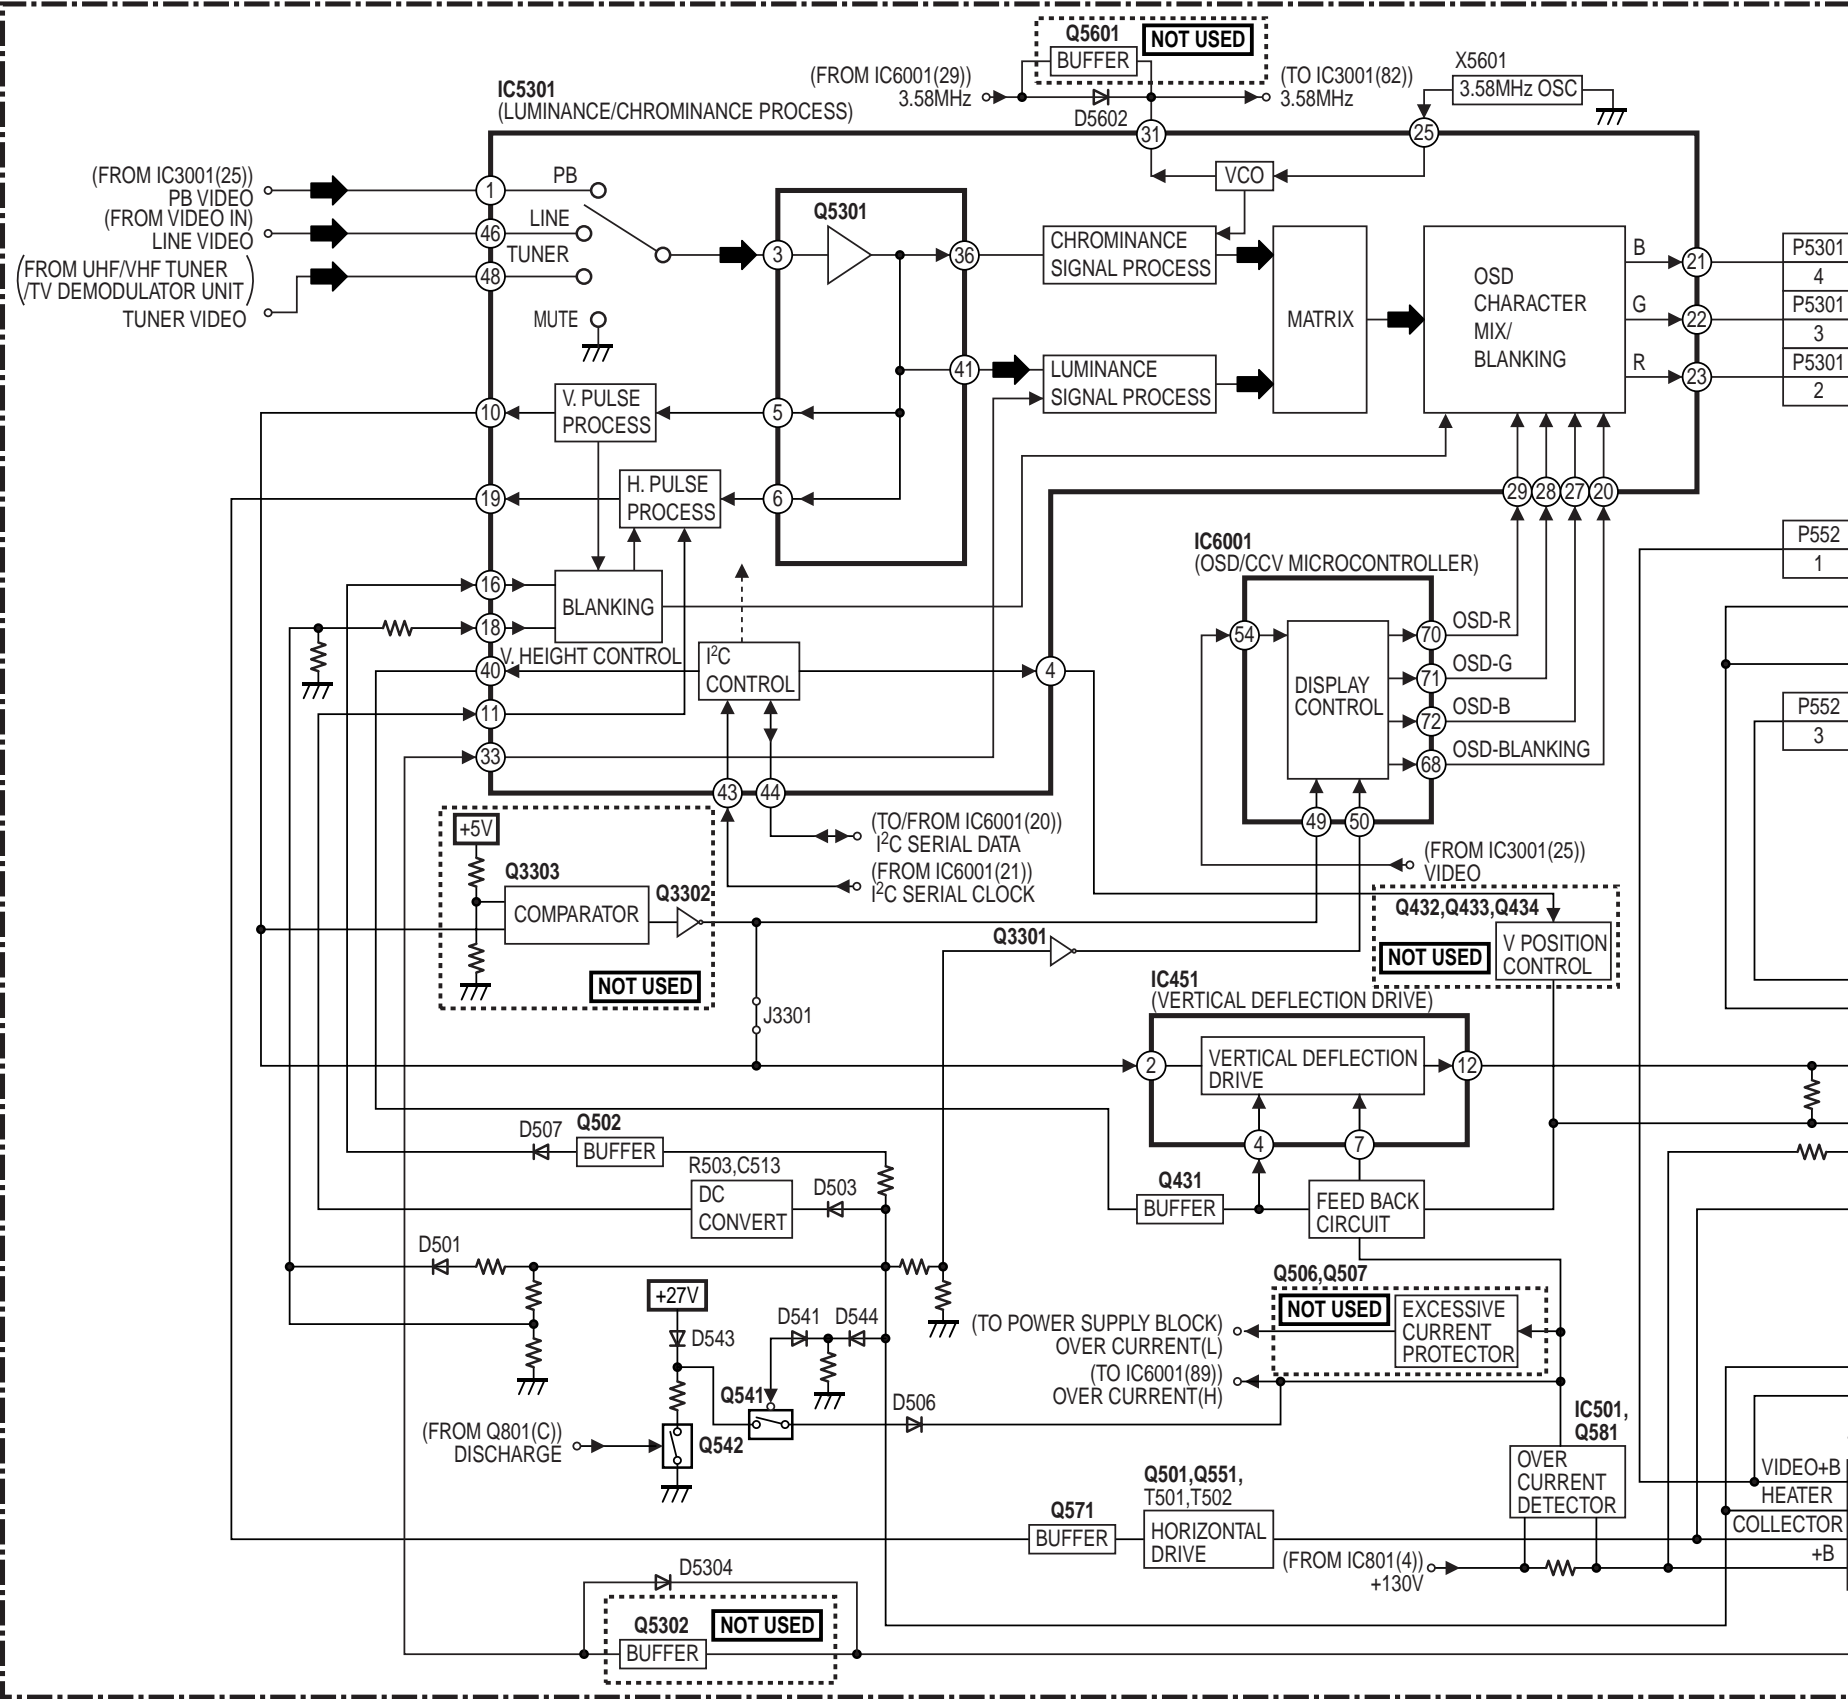 Q5601
NOT USED
BUFFER
(FROM IC6001(29))
3.58MHz
D5602
(TO IC3001(82))
3.58MHz
X5601
3.58MHz OSC
IC5301
(LUMINANCE/CHROMINANCE PROCESS)
31
25
VCO
(FROM IC3001(25))
PB VIDEO
(FROM VIDEO IN)
LINE VIDEO
(FROM UHF/VHF TUNER
/TV DEMODULATOR UNIT)
TUNER VIDEO
1
46
48
PB
LINE
TUNER
MUTE
Q5301
3
36
41
5
6
CHROMINANCE
SIGNAL PROCESS
LUMINANCE
SIGNAL PROCESS
MATRIX
OSD
CHARACTER
MIX/
BLANKING
B
G
R
21
22
23
P5301
4
P5301
3
P5301
2
10
V. PULSE
PROCESS
19
H. PULSE
PROCESS
16
18
BLANKING
40
V. HEIGHT CONTROL
I2C
CONTROL
4
11
33
43
44
29
28
27
20
IC6001
(OSD/CCV MICROCONTROLLER)
54
DISPLAY
CONTROL
70
71
72
68
OSD-R
OSD-G
OSD-B
OSD-BLANKING
49
50
P552
1
P552
3
(TO/FROM IC6001(20))
I2C SERIAL DATA
(FROM IC6001(21))
I2C SERIAL CLOCK
(FROM IC3001(25))
VIDEO
+5V
Q3303
COMPARATOR
Q3302
NOT USED
J3301
Q3301
Q432,Q433,Q434
NOT USED
V POSITION
CONTROL
IC451
(VERTICAL DEFLECTION DRIVE)
2
VERTICAL DEFLECTION
DRIVE
12
4
7
D507
Q502
BUFFER
R503,C513
DC
CONVERT
D503
Q431
BUFFER
FEED BACK
CIRCUIT
D501
+27V
D543
D541
D544
Q541
D506
(FROM Q801(C))
DISCHARGE
Q542
Q506,Q507
NOT USED
EXCESSIVE
CURRENT
PROTECTOR
(TO POWER SUPPLY BLOCK)
OVER CURRENT(L)
(TO IC6001(89))
OVER CURRENT(H)
IC501,
Q581
OVER
CURRENT
DETECTOR
Q501,Q551,
T501,T502
HORIZONTAL
DRIVE
Q571
BUFFER
(FROM IC801(4))
+130V
VIDEO+B
HEATER
COLLECTOR
+B
D5304
Q5302
NOT USED
BUFFER